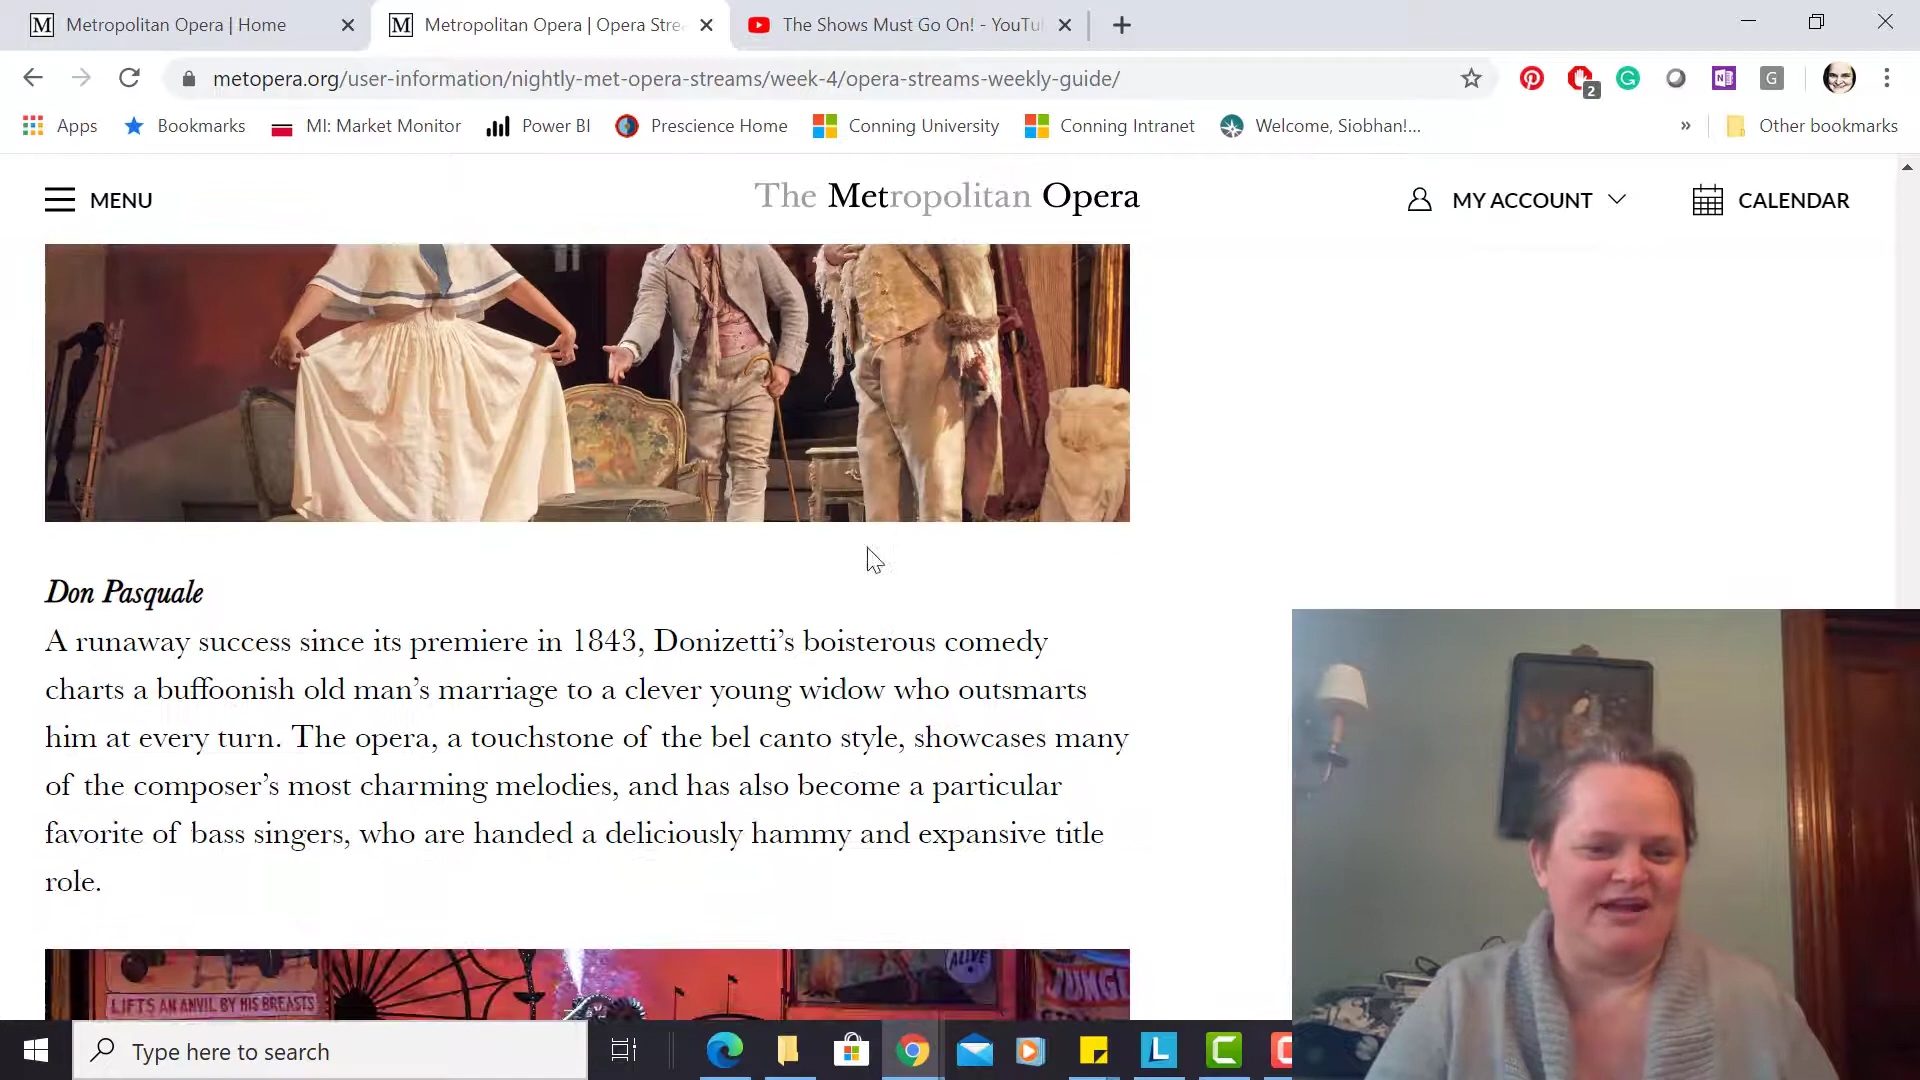 Metropolitan Opera | Home
Metropolitan Opera | Opera Stre
The Shows Must Go On! - YouTu
metopera.org/user-information/nightly-met-opera-streams/week-4/opera-streams-weekly-guide/
2
N
G
Apps
Bookmarks
MI: Market Monitor
Power BI
Prescience Home
Conning University
Conning Intranet
Welcome, Siobhan!...
»
Other bookmarks
MENU
The Metropolitan Opera
MY ACCOUNT
CALENDAR
Don Pasquale
A runaway success since its premiere in 1843, Donizetti’s boisterous comedy
charts a buffoonish old man’s marriage to a clever young widow who outsmarts
him at every turn. The opera, a touchstone of the bel canto style, showcases many
of the composer’s most charming melodies, and has also become a particular
favorite of bass singers, who are handed a deliciously hammy and expansive title
role.
LIFTS AN ANVIL BY HIS BREASTS
ALIVE
Type here to search
L
C